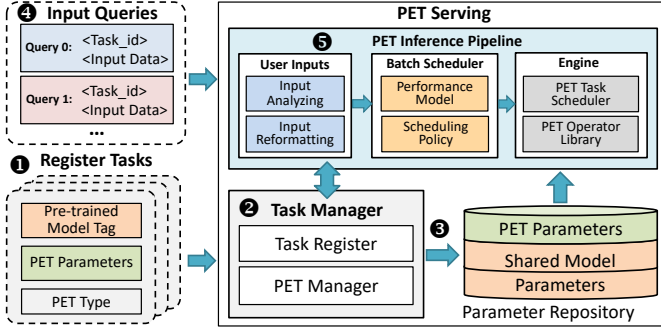 ❹ Input Queries
Query 0: <Task_id>
<Input Data>
Query 1: <Task_id>
<Input Data>
...
❶ Register Tasks
Pre-trained
Model Tag
PET Parameters
PET Type
PET Serving
❺ PET Inference Pipeline
User Inputs
Input
Analyzing
Input
Reformatting
Batch Scheduler
Performance
Model
Scheduling
Policy
Engine
PET Task
Scheduler
PET Operator
Library
❷ Task Manager
Task Register
PET Manager
❸
PET Parameters
Shared Model
Parameters
Parameter Repository